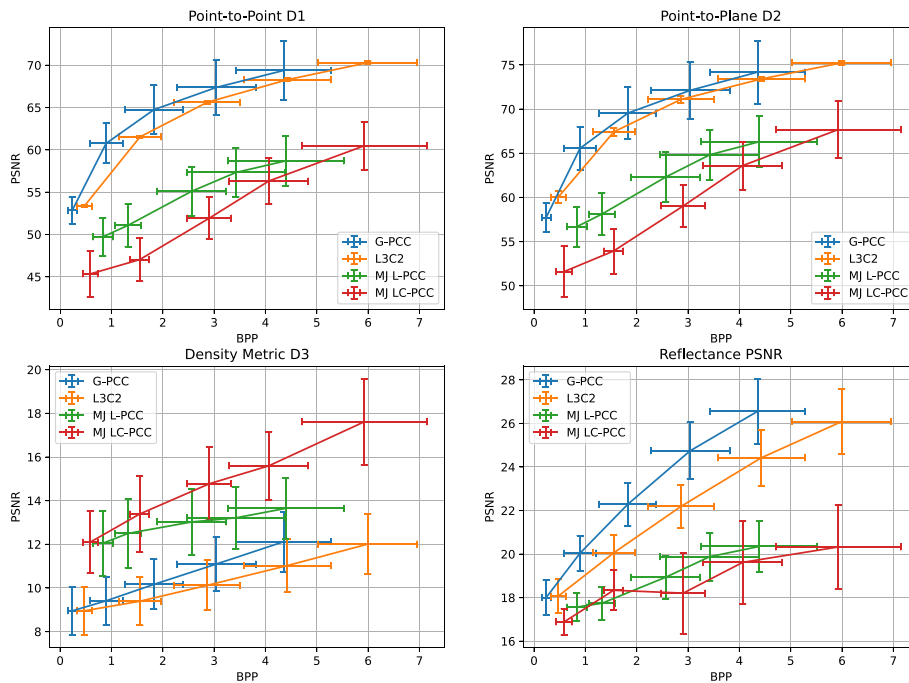 Point-to-Point D1
PSNR
70
65
60
55
50
45
0 1 2 3 4 5 6 7
BPP
G-PCC
L3C2
MJ L-PCC
MJ LC-PCC
Point-to-Plane D2
PSNR
75
70
65
60
55
50
0 1 2 3 4 5 6 7
BPP
G-PCC
L3C2
MJ L-PCC
MJ LC-PCC
Density Metric D3
PSNR
20
18
16
14
12
10
8
0 1 2 3 4 5 6 7
BPP
G-PCC
L3C2
MJ L-PCC
MJ LC-PCC
Reflectance PSNR
PSNR
28
26
24
22
20
18
16
0 1 2 3 4 5 6 7
BPP
G-PCC
L3C2
MJ L-PCC
MJ LC-PCC